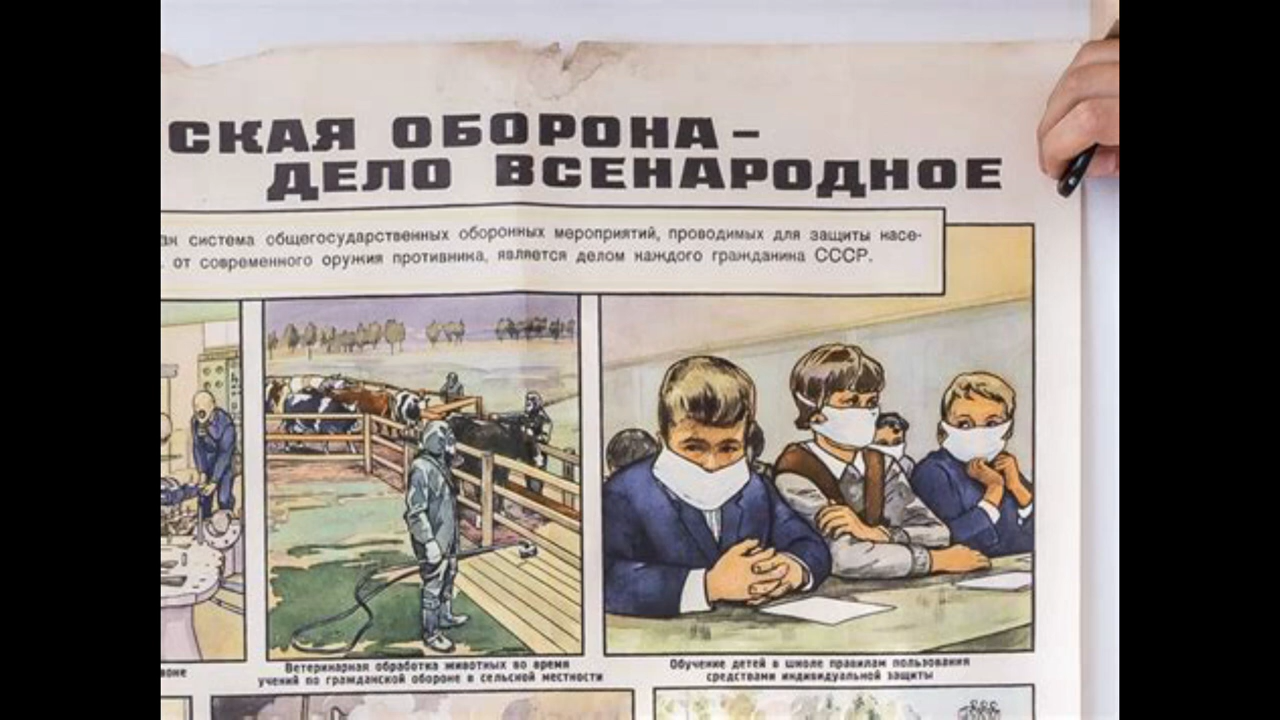 СКАЯ ОБОРОНА –
ДЕЛО ВСЕНАРОДНОЕ
система общегосударственных оборонных мероприятий, проводимых для защиты насе-
от современного оружия противника, является делом каждого гражданина СССР.
Ветеринарная обработка животных во время
учений по гражданской обороне в сельской местности
Обучение детей в школе правилам пользования
средствами индивидуальной защиты